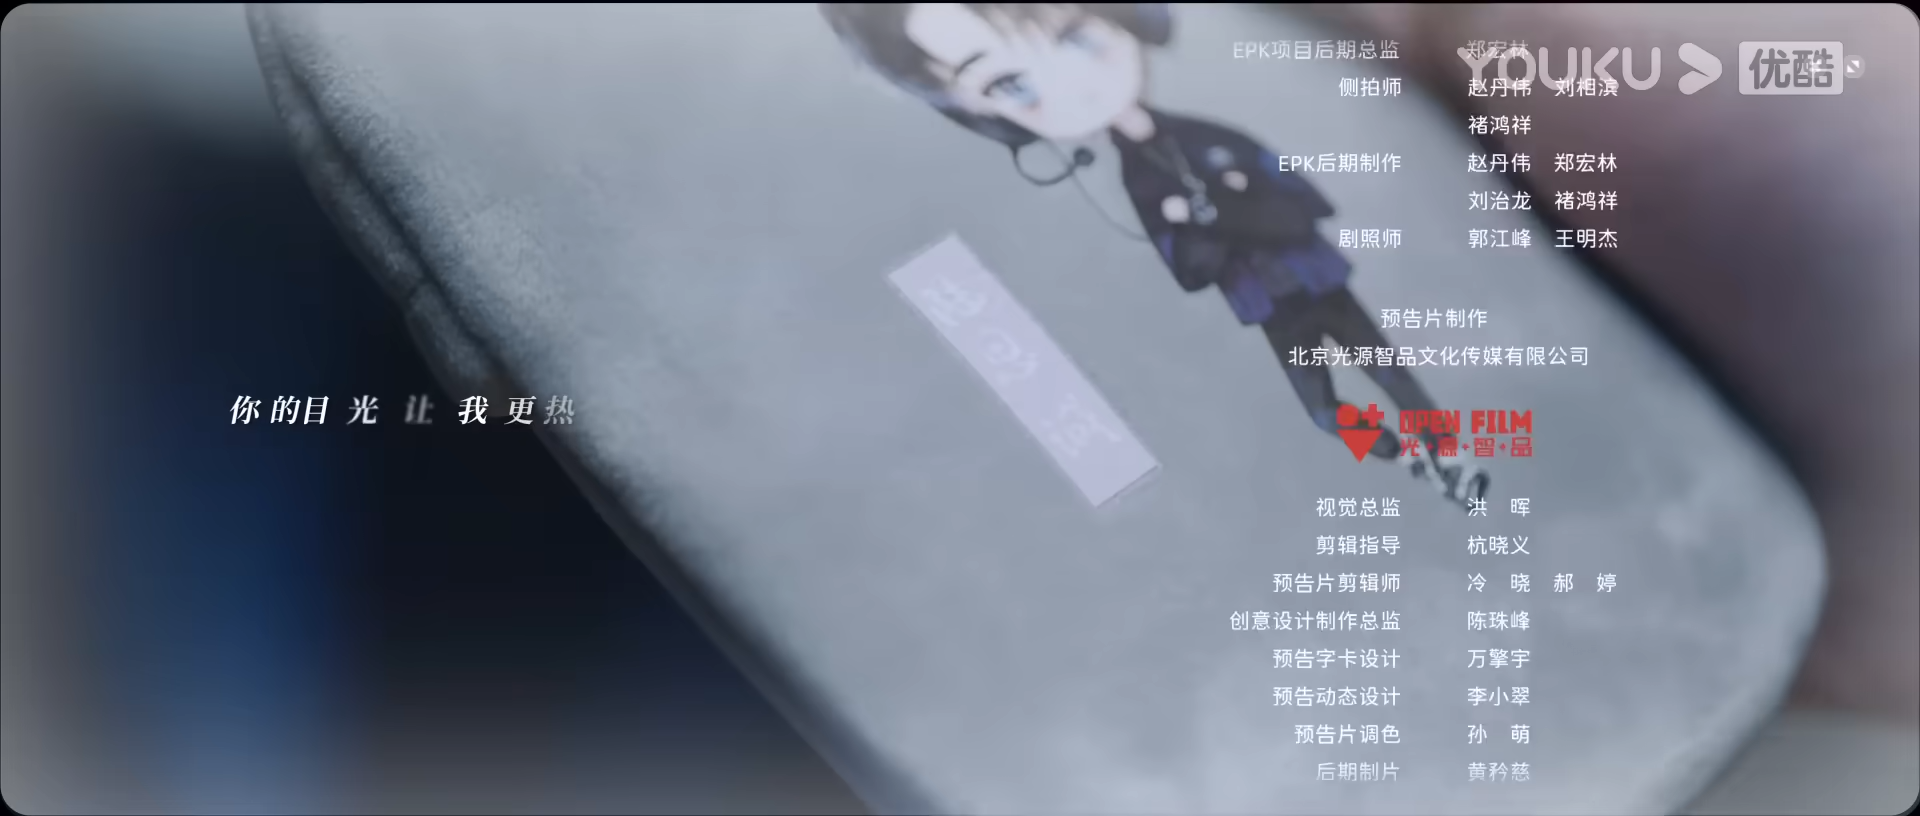 EPK项目后期总监 郑宏林
YOUKU 优酷
侧拍师 赵丹伟 刘相滨
褚鸿祥
EPK后期制作 赵丹伟 郑宏林
刘治龙 褚鸿祥
剧照师 郭江峰 王明杰
预告片制作
北京光源智品文化传媒有限公司
你的目光让我更热
OPEN FILM
光·源·智·品
视觉总监 洪 晖
剪辑指导 杭晓义
预告片剪辑师 冷 晓 郝 婷
创意设计制作总监 陈珠峰
预告字卡设计 万擎宇
预告动态设计 李小翠
预告片调色 孙 萌
后期制片 黄矜慈